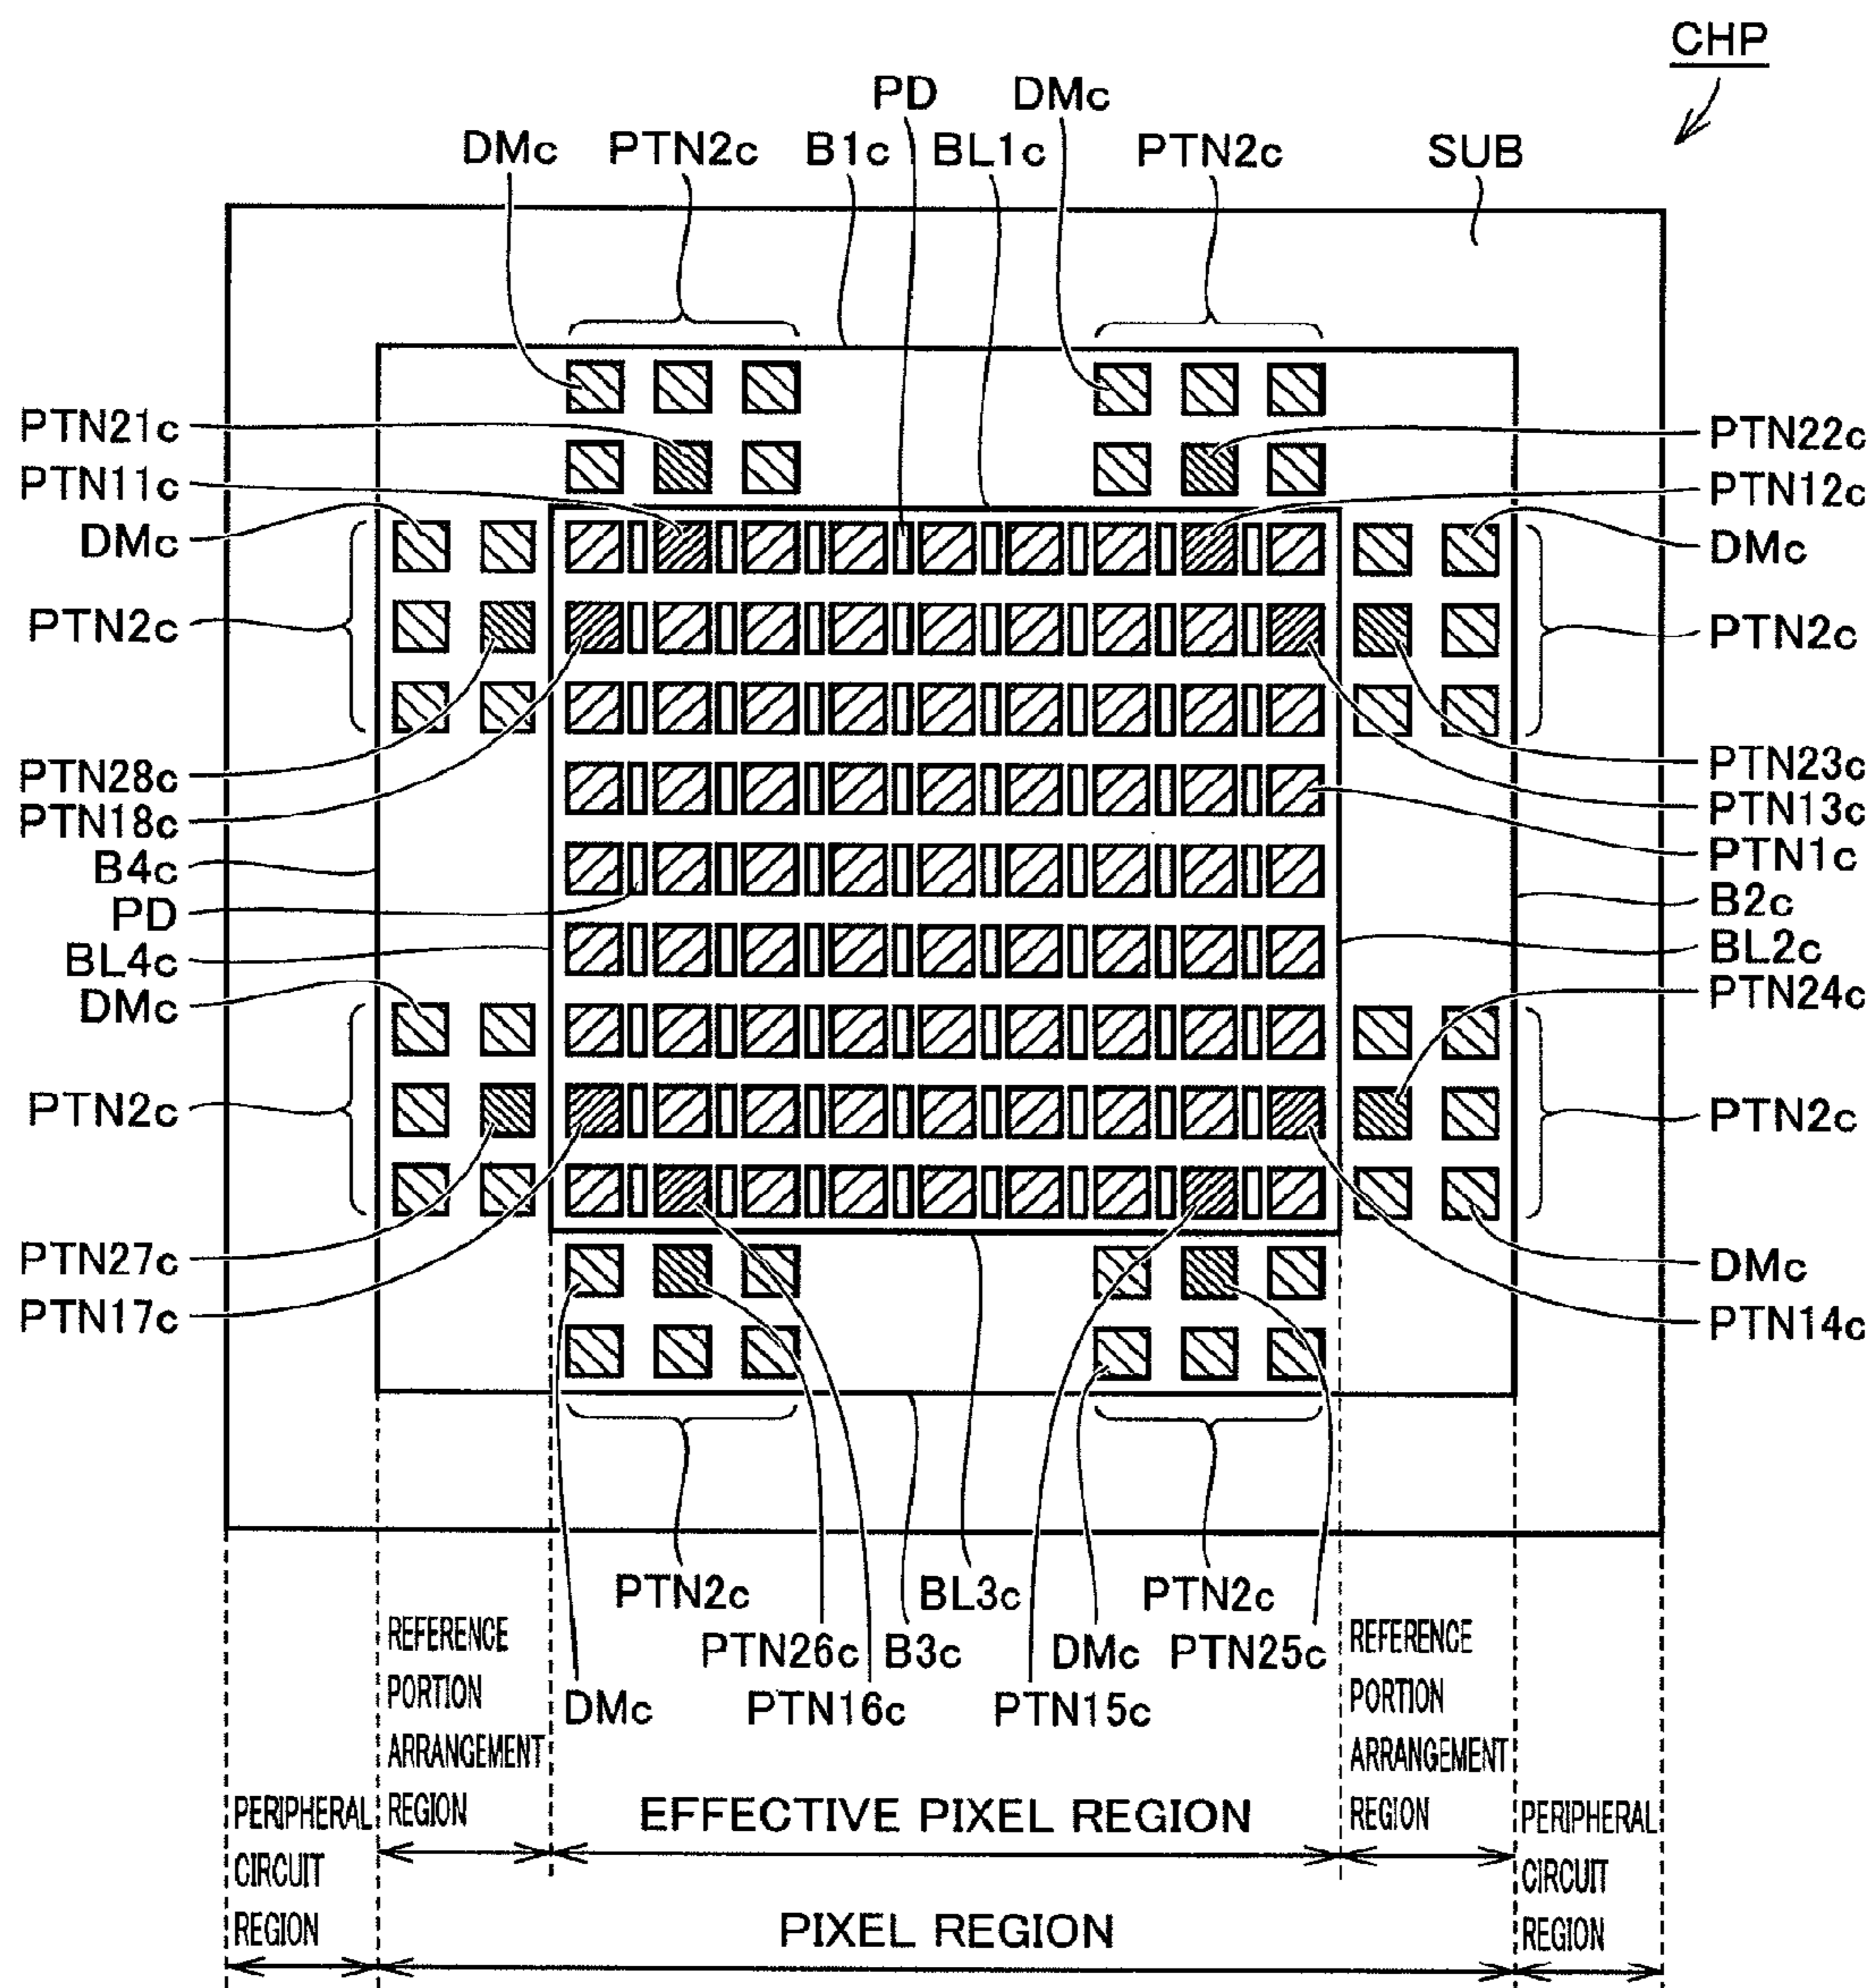 CHP
PD DMc
DMc PTN2c B1c BL1c PTN2c SUB
PTN21c PTN22c
PTN11c PTN12c
DMc DMc
PTN2c PTN2c
PTN28c PTN23c
PTN18c PTN13c
B4c PTN1c
PD B2c
BL4c BL2c
DMc PTN24c
PTN2c PTN2c
PTN27c DMc
PTN17c PTN14c
PTN2c BL3c PTN2c
PTN26c B3c DMc PTN25c
DMc PTN16c PTN15c
REFERENCE
PORTION
ARRANGEMENT
REGION
REFERENCE
PORTION
ARRANGEMENT
REGION
EFFECTIVE PIXEL REGION
PERIPHERAL
CIRCUIT
REGION
PERIPHERAL
CIRCUIT
REGION
PIXEL REGION